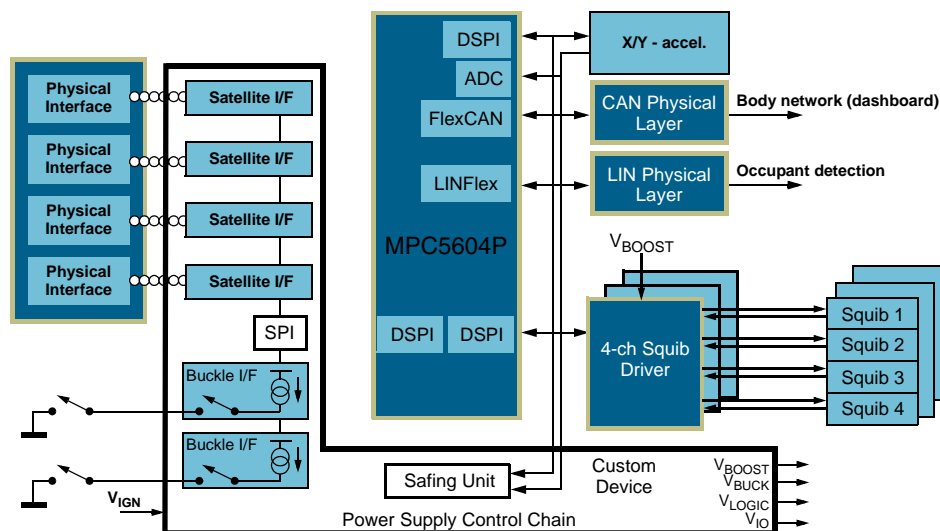 Physical
Interface
Physical
Interface
Physical
Interface
Physical
Interface
Satellite I/F
Satellite I/F
Satellite I/F
Satellite I/F
SPI
Buckle I/F
Buckle I/F
VIGN
DSPI
ADC
FlexCAN
LINFlex
MPC5604P
DSPI
DSPI
X/Y - accel.
CAN Physical
Layer
Body network (dashboard)
LIN Physical
Layer
Occupant detection
VBOOST
4-ch Squib
Driver
Squib 1
Squib 2
Squib 3
Squib 4
Safing Unit
Custom
Device
Power Supply Control Chain
VBOOST
VBUCK
VLOGIC
VIO